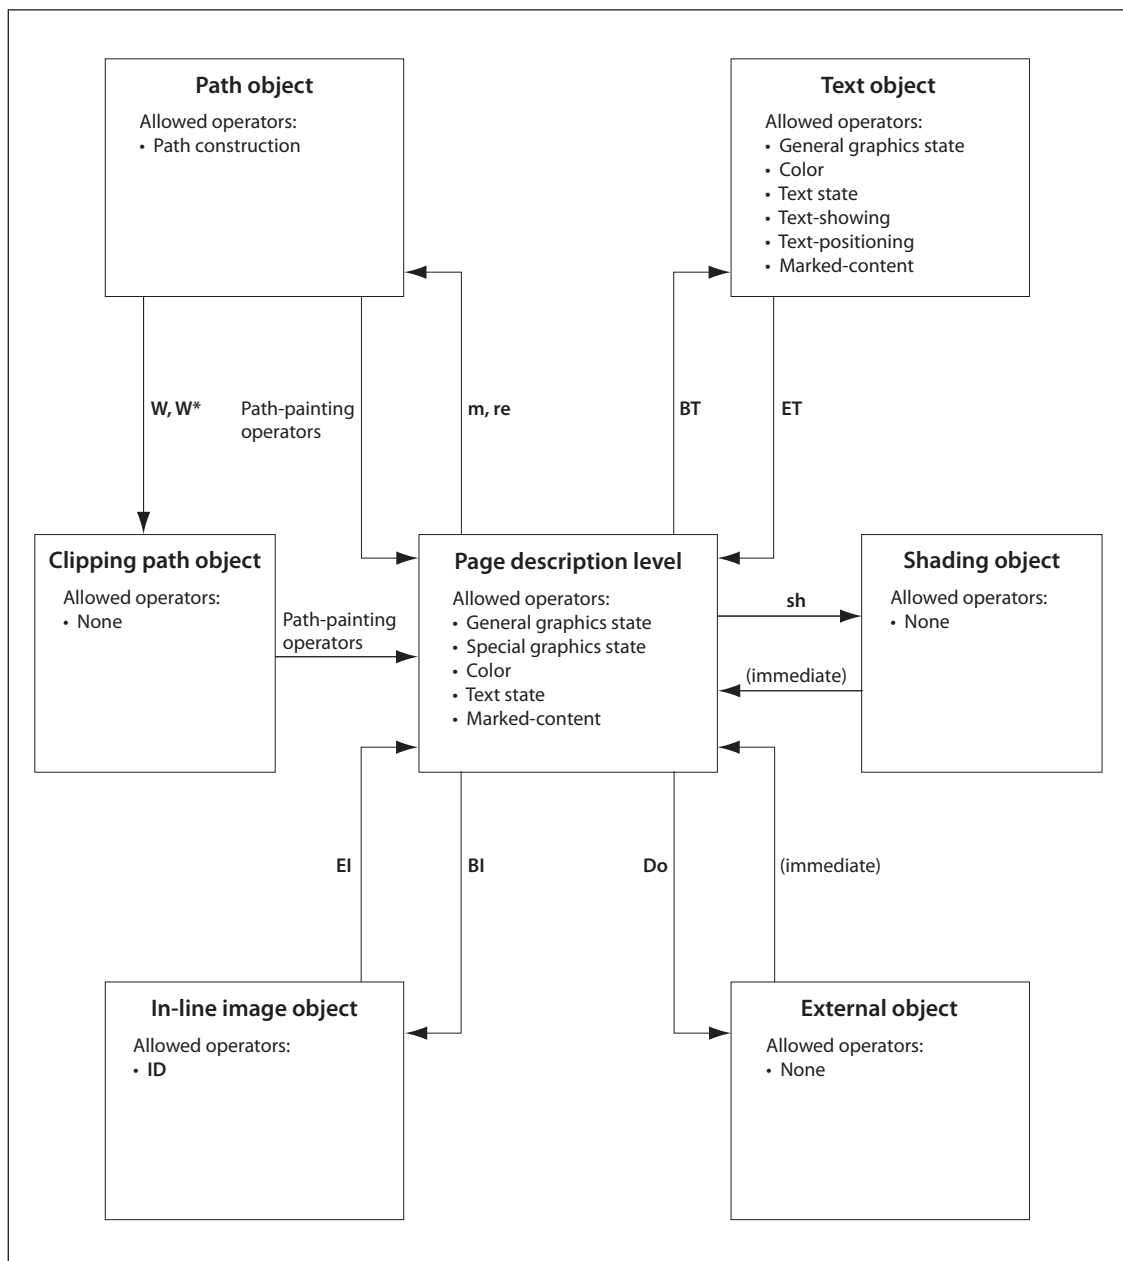 Path object
Allowed operators:
• Path construction
Text object
Allowed operators:
• General graphics state
• Color
• Text state
• Text-showing
• Text-positioning
• Marked-content
W, W*
Path-painting
operators
m, re
BT
ET
Clipping path object
Allowed operators:
• None
Path-painting
operators
Page description level
Allowed operators:
• General graphics state
• Special graphics state
• Color
• Text state
• Marked-content
sh
(immediate)
Shading object
Allowed operators:
• None
EI
BI
Do
(immediate)
In-line image object
Allowed operators:
• ID
External object
Allowed operators:
• None